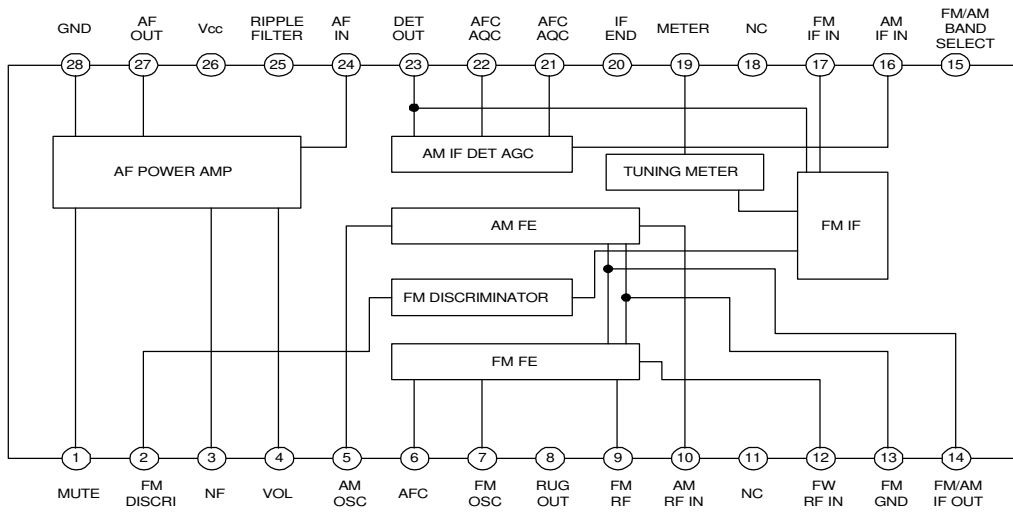 GND
AF
OUT
Vcc
RIPPLE
FILTER
AF
IN
DET
OUT
AFC
AQC
AFC
AQC
IF
END
METER
NC
FM
IF IN
AM
IF IN
FM/AM
BAND
SELECT
28 27 26 25 24 23 22 21 20 19 18 17 16 15
AF POWER AMP
AM IF DET AGC
TUNING METER
FM IF
AM FE
FM DISCRIMINATOR
FM FE
1 2 3 4 5 6 7 8 9 10 11 12 13 14
MUTE
FM
DISCRI
NF
VOL
AM
OSC
AFC
FM
OSC
RUG
OUT
FM
RF
AM
RF IN
NC
FW
RF IN
FM
GND
FM/AM
IF OUT